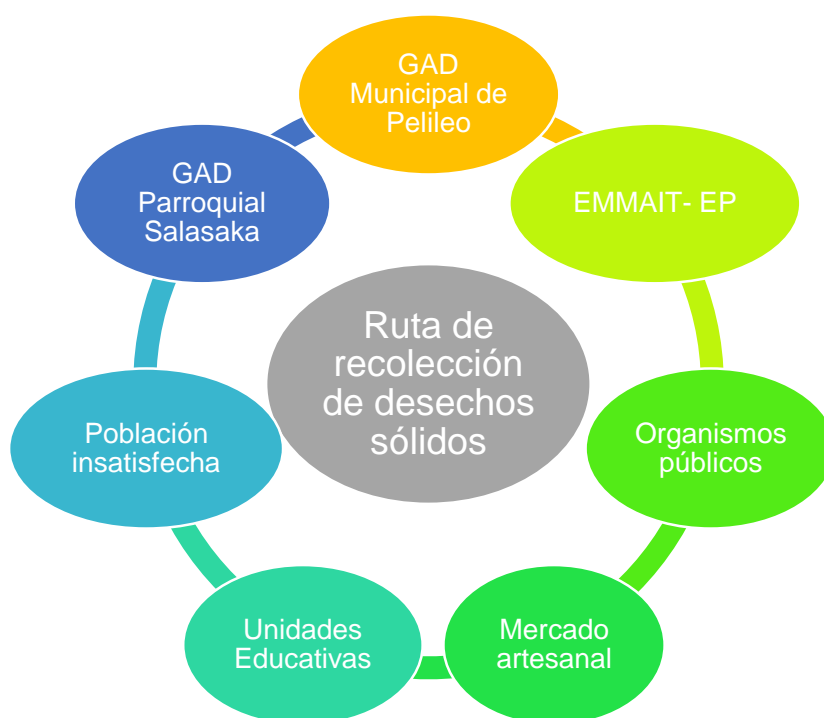 GAD
Municipal de
Pelileo
EMMAIT- EP
Organismos
públicos
Mercado
artesanal
Unidades
Educativas
Población
insatisfecha
GAD
Parroquial
Salasaka
Ruta de
recolección
de desechos
sólidos